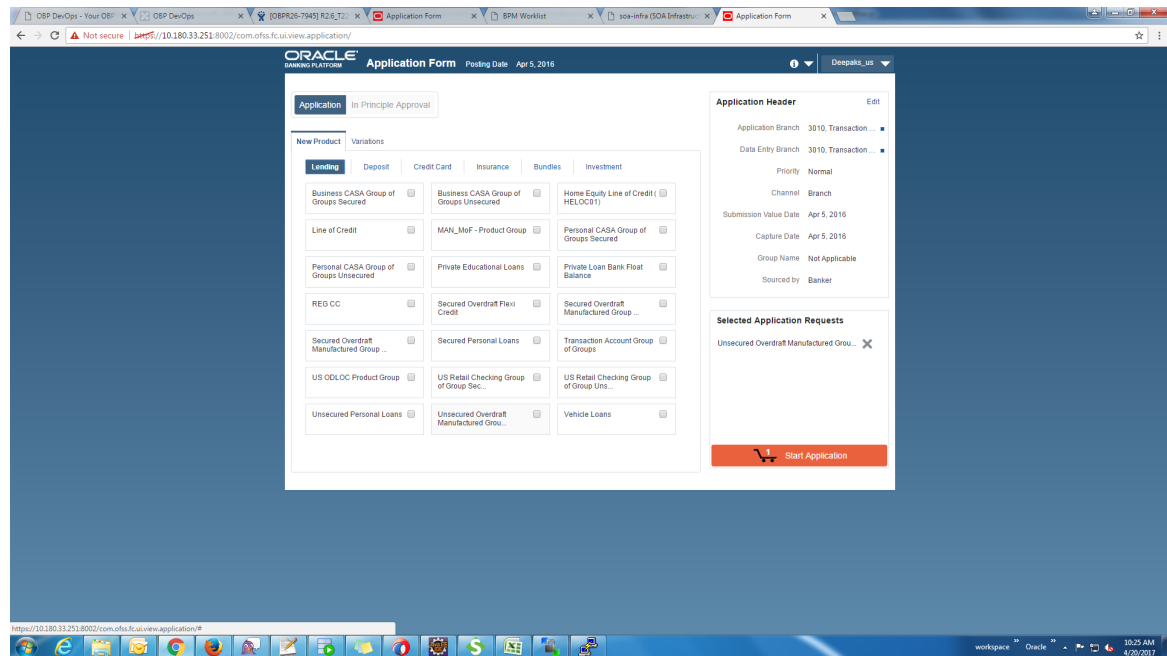 OBP DevOps - Your OBP
OBP DevOps
[OBPR26-7945] R2.6_T2
Application Form
BPM Worklist
soa-infra (SOA Infrastruc
Application Form
Not secure | https://10.180.33.251:8002/com.ofss.fc.ui.view.application/
ORACLE
BANKING PLATFORM
Application Form Posting Date Apr 5, 2016
Deepaks_us
Application In Principle Approval
New Product Variations
Lending Deposit Credit Card Insurance Bundles Investment
Business CASA Group of
Groups Secured
Business CASA Group of
Groups Unsecured
Home Equity Line of Credit (
HELOC01)
Line of Credit
MAN_MoF - Product Group
Personal CASA Group of
Groups Secured
Personal CASA Group of
Groups Unsecured
Private Educational Loans
Private Loan Bank Float
Balance
REG CC
Secured Overdraft Flexi
Credit
Secured Overdraft
Manufactured Group ...
Secured Overdraft
Manufactured Group ...
Secured Personal Loans
Transaction Account Group
of Groups
US ODLOC Product Group
US Retail Checking Group
of Group Sec...
US Retail Checking Group
of Group Uns...
Unsecured Personal Loans
Unsecured Overdraft
Manufactured Grou...
Vehicle Loans
Application Header Edit
Application Branch 3010, Transaction ...
Data Entry Branch 3010, Transaction ...
Priority Normal
Channel Branch
Submission Value Date Apr 5, 2016
Capture Date Apr 5, 2016
Group Name Not Applicable
Sourced by Banker
Selected Application Requests
Unsecured Overdraft Manufactured Grou...
1 Start Application
https://10.180.33.251:8002/com.ofss.fc.ui.view.application/#
workspace » Oracle »
10:25 AM
4/20/2017